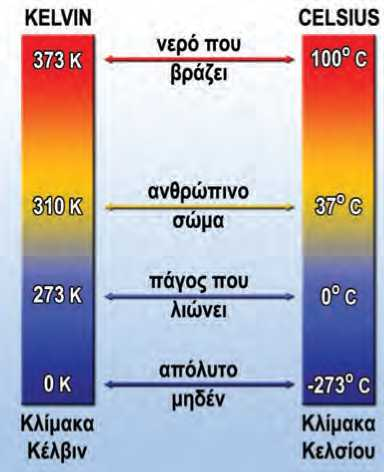 KELVIN
CELSIUS
373 K
νερό που
βράζει
100° C
310 K
ανθρώπινο
σώμα
37° C
273 K
πάγος που
λιώνει
0° C
0 K
απόλυτο
μηδέν
-273° C
Κλίμακα
Κέλβιν
Κλίμακα
Κελσίου